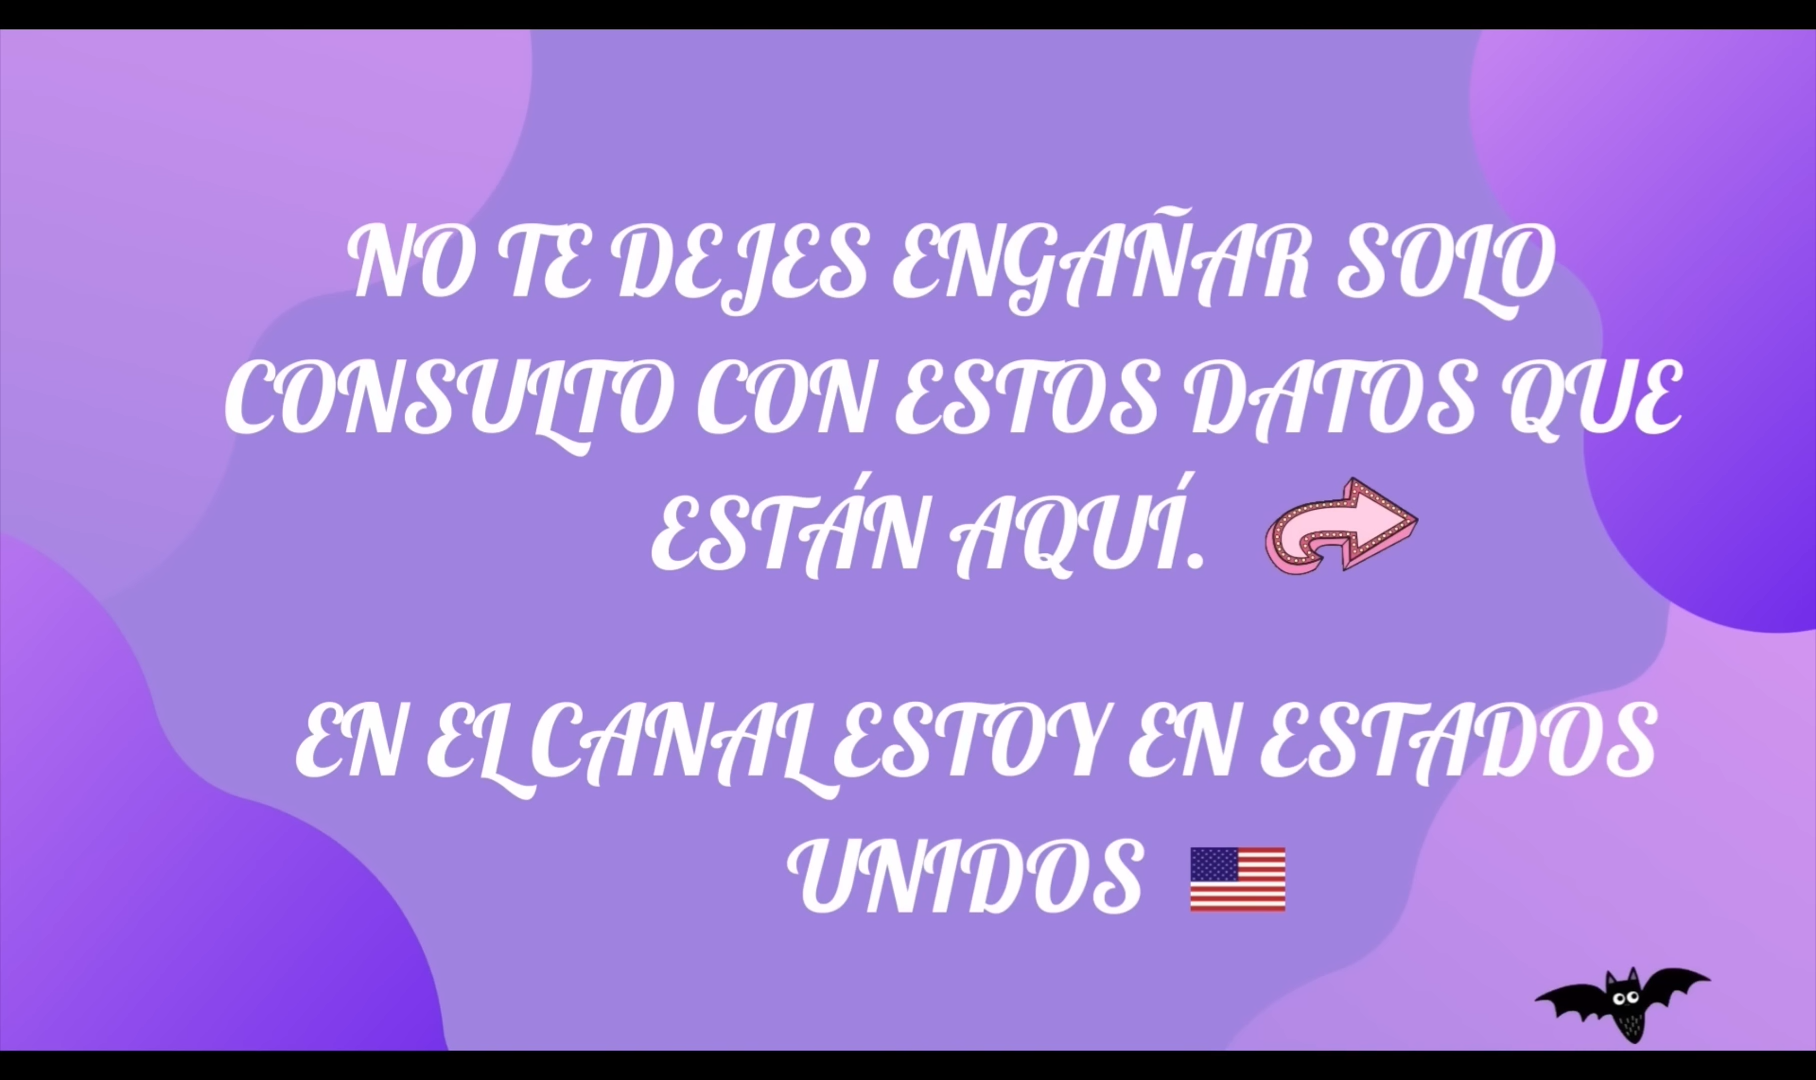 NO TE DEJES ENGAÑAR SOLO
CONSULTO CON ESTOS DATOS QUE
ESTÁN AQUÍ.
EN EL CANAL ESTOY EN ESTADOS
UNIDOS